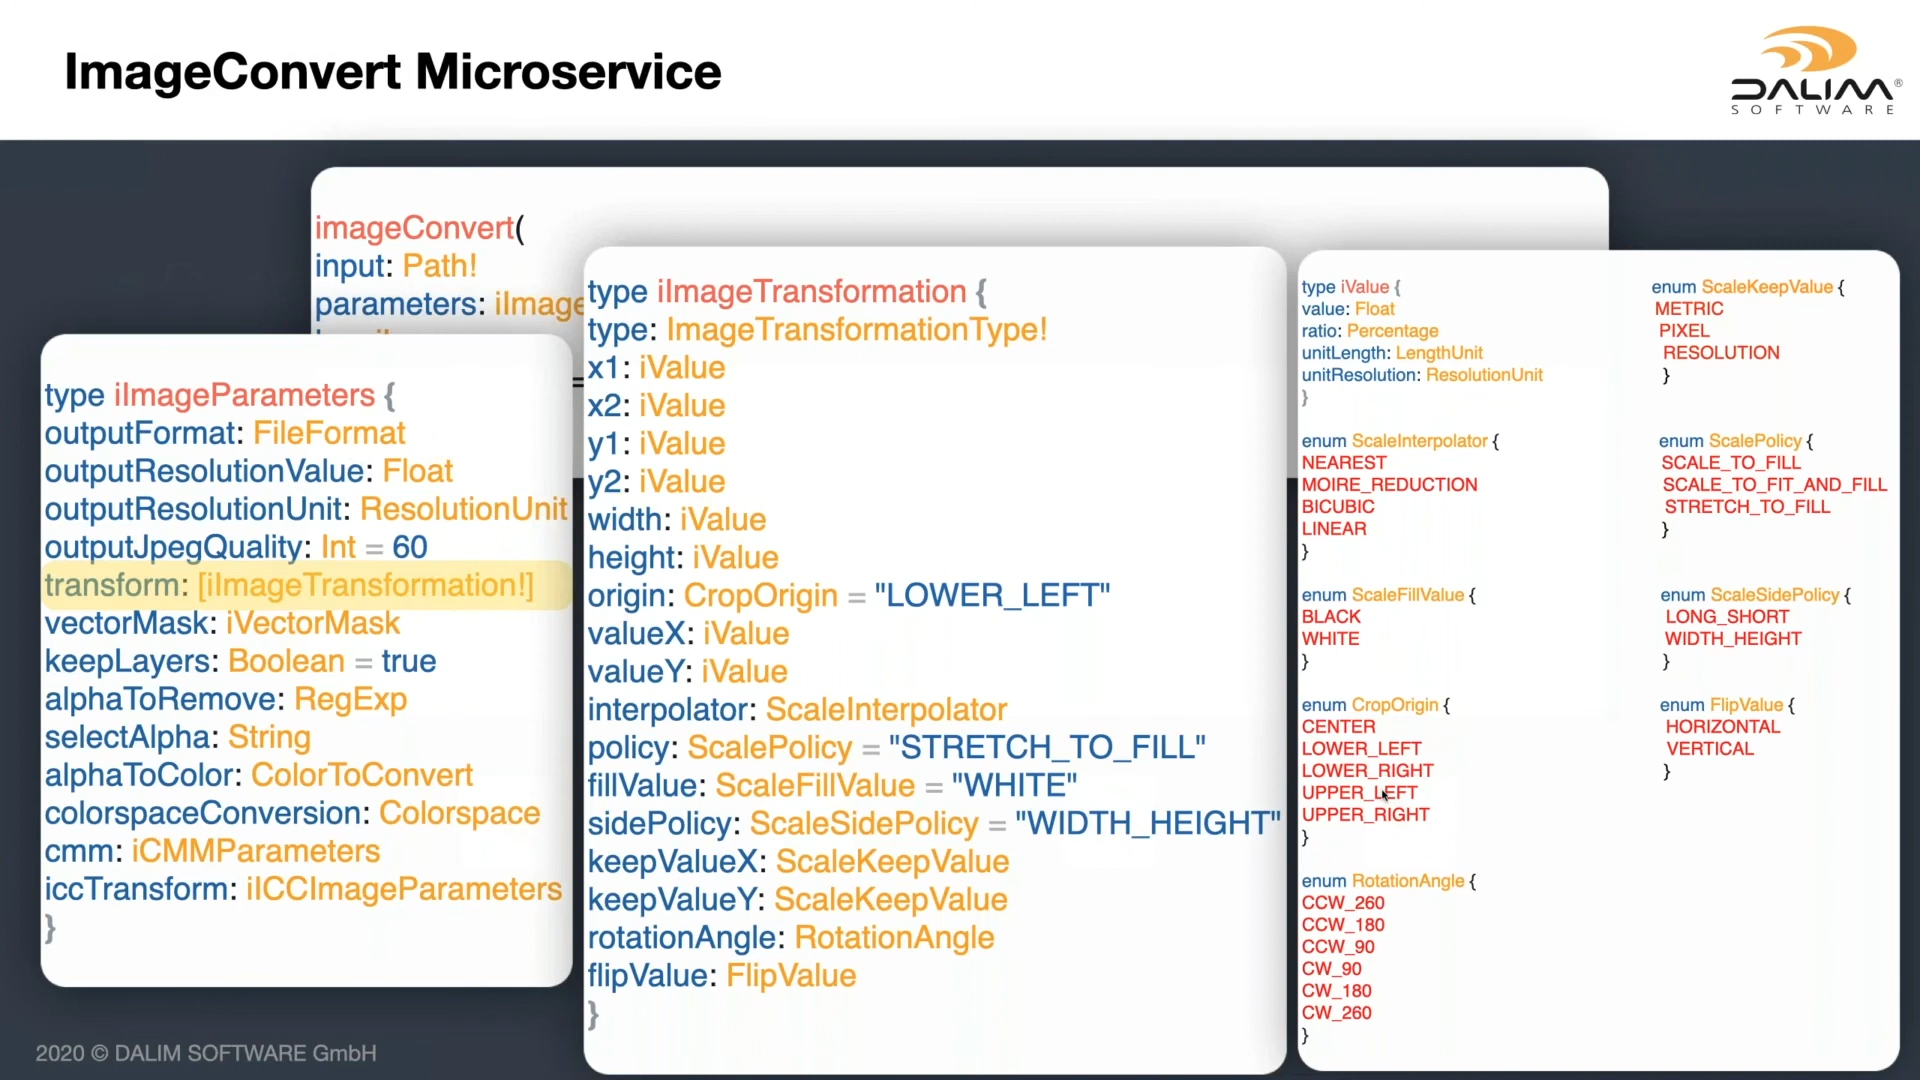 ImageConvert Microservice
DALIM®
SOFTWARE
imageConvert(
input: Path!
parameters: iImage
=
type iImageParameters {
outputFormat: FileFormat
outputResolutionValue: Float
outputResolutionUnit: ResolutionUnit
outputJpegQuality: Int = 60
transform: [iImageTransformation!]
vectorMask: iVectorMask
keepLayers: Boolean = true
alphaToRemove: RegExp
selectAlpha: String
alphaToColor: ColorToConvert
colorspaceConversion: Colorspace
cmm: iCMMParameters
iccTransform: iICCImageParameters
}
type iImageTransformation {
type: ImageTransformationType!
x1: iValue
x2: iValue
y1: iValue
y2: iValue
width: iValue
height: iValue
origin: CropOrigin = "LOWER_LEFT"
valueX: iValue
valueY: iValue
interpolator: ScaleInterpolator
policy: ScalePolicy = "STRETCH_TO_FILL"
fillValue: ScaleFillValue = "WHITE"
sidePolicy: ScaleSidePolicy = "WIDTH_HEIGHT"
keepValueX: ScaleKeepValue
keepValueY: ScaleKeepValue
rotationAngle: RotationAngle
flipValue: FlipValue
}
type iValue {
value: Float
ratio: Percentage
unitLength: LengthUnit
unitResolution: ResolutionUnit
}
enum ScaleInterpolator {
NEAREST
MOIRE_REDUCTION
BICUBIC
LINEAR
}
enum ScaleFillValue {
BLACK
WHITE
}
enum CropOrigin {
CENTER
LOWER_LEFT
LOWER_RIGHT
UPPER_LEFT
UPPER_RIGHT
}
enum RotationAngle {
CCW_260
CCW_180
CCW_90
CW_90
CW_180
CW_260
}
enum ScaleKeepValue {
METRIC
PIXEL
RESOLUTION
}
enum ScalePolicy {
SCALE_TO_FILL
SCALE_TO_FIT_AND_FILL
STRETCH_TO_FILL
}
enum ScaleSidePolicy {
LONG_SHORT
WIDTH_HEIGHT
}
enum FlipValue {
HORIZONTAL
VERTICAL
}
2020 © DALIM SOFTWARE GmbH